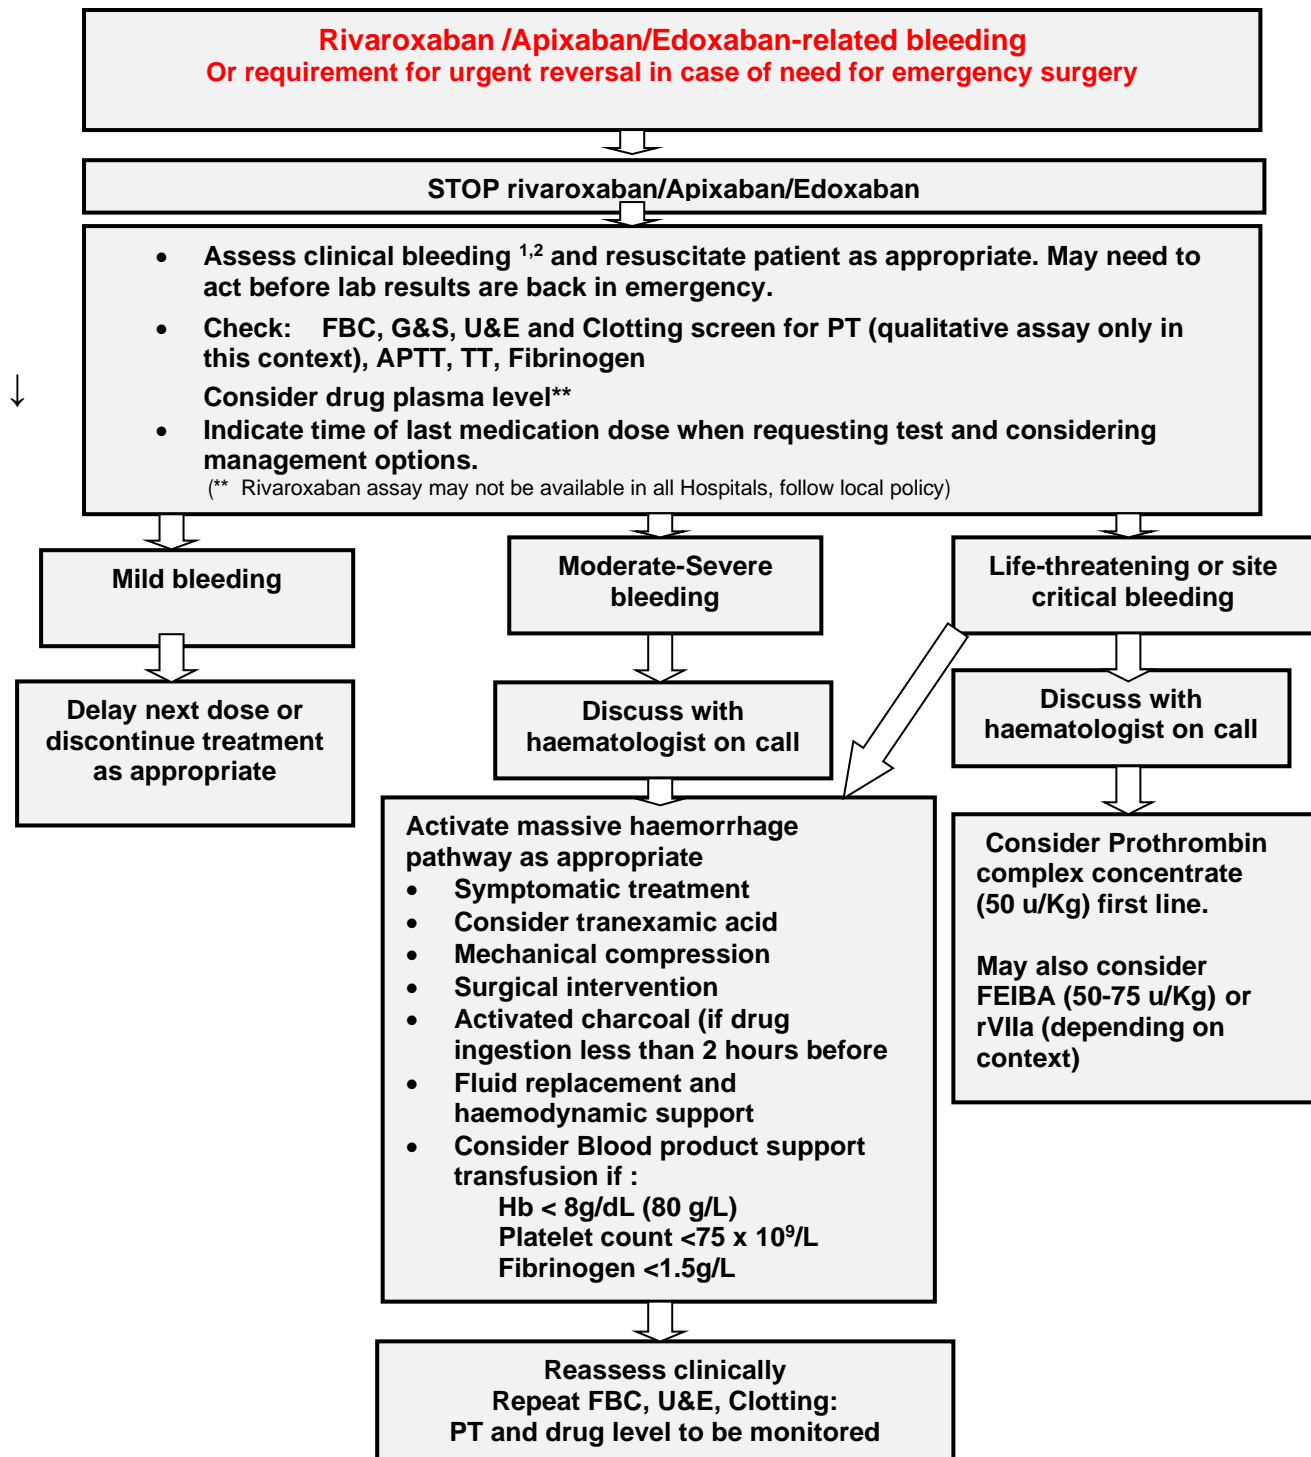 Rivaroxaban /Apixaban/Edoxaban-related bleeding
Or requirement for urgent reversal in case of need for emergency surgery
STOP rivaroxaban/Apixaban/Edoxaban
• Assess clinical bleeding 1,2 and resuscitate patient as appropriate. May need to
act before lab results are back in emergency.
• Check: FBC, G&S, U&E and Clotting screen for PT (qualitative assay only in
this context), APTT, TT, Fibrinogen
Consider drug plasma level**
• Indicate time of last medication dose when requesting test and considering
management options.
(** Rivaroxaban assay may not be available in all Hospitals, follow local policy)
Mild bleeding
Delay next dose or
discontinue treatment
as appropriate
Moderate-Severe
bleeding
Discuss with
haematologist on call
Activate massive haemorrhage
pathway as appropriate
• Symptomatic treatment
• Consider tranexamic acid
• Mechanical compression
• Surgical intervention
• Activated charcoal (if drug
ingestion less than 2 hours before
• Fluid replacement and
haemodynamic support
• Consider Blood product support
transfusion if :
Hb < 8g/dL (80 g/L)
Platelet count <75 x 10⁹/L
Fibrinogen <1.5g/L
Life-threatening or site
critical bleeding
Discuss with
haematologist on call
Consider Prothrombin
complex concentrate
(50 u/Kg) first line.
May also consider
FEIBA (50-75 u/Kg) or
rVIIa (depending on
context)
Reassess clinically
Repeat FBC, U&E, Clotting:
PT and drug level to be monitored